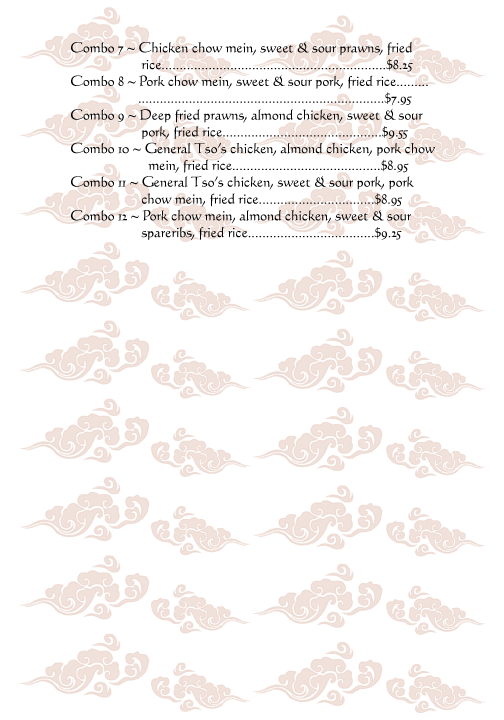 Combo 7 ~ Chicken chow mein, sweet & sour prawns, fried
rice..............................................................$8.25
Combo 8 ~ Pork chow mein, sweet & sour pork, fried rice.........
....................................................................$7.95
Combo 9 ~ Deep fried prawns, almond chicken, sweet & sour
pork, fried rice............................................$9.55
Combo 10 ~ General Tso's chicken, almond chicken, pork chow
mein, fried rice.........................................$8.95
Combo 11 ~ General Tso's chicken, sweet & sour pork, pork
chow mein, fried rice................................$8.95
Combo 12 ~ Pork chow mein, almond chicken, sweet & sour
spareribs, fried rice...................................$9.25